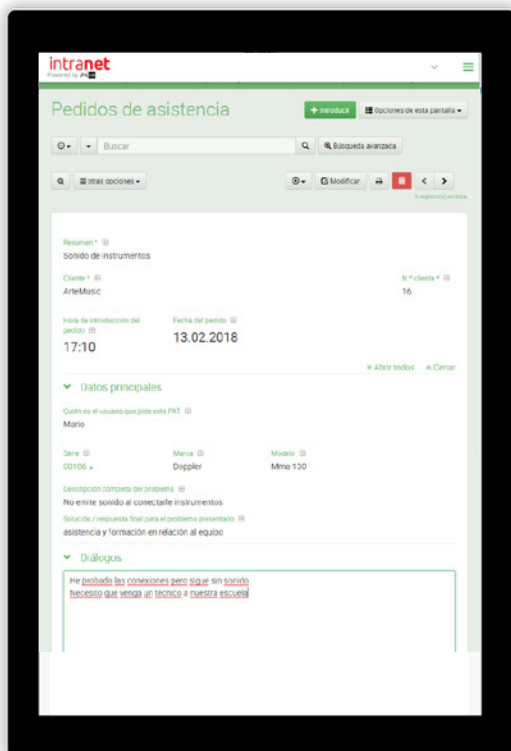 intranet
Powered by
Pedidos de asistencia
Introducir
Opciones de esta pantalla
Buscar
Búsqueda avanzada
otras opciones
Modificar
Resumen *
Sonido de instrumentos
Cliente * N.º cliente *
ArteMusic 16
Hora de introducción del pedido Fecha del pedido
17:10 13.02.2018
Abrir todos Cerrar
Datos principales
Cuál es el usuario que pide este PAT
Mario
Série Marca Modelo
C0106 Doppler Mma-130
Descripción completa del problema
No emite sonido al conectarle instrumentos
Solución / respuesta final para el problema presentado
asistencia y formación en relación al equipo
Diálogos
He probado las conexiones pero sigue sin sonido
Necesito que venga un técnico a nuestra escuela